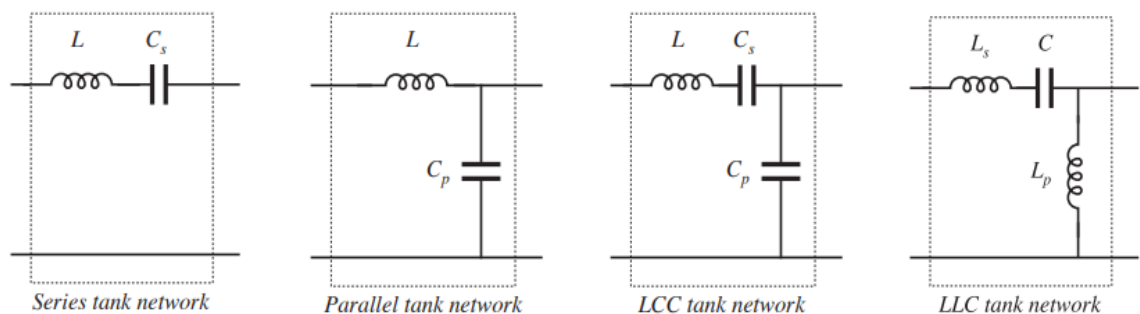 L C_s
L
L C_s
L_s C
C_p
C_p
L_p
Series tank network
Parallel tank network
LCC tank network
LLC tank network